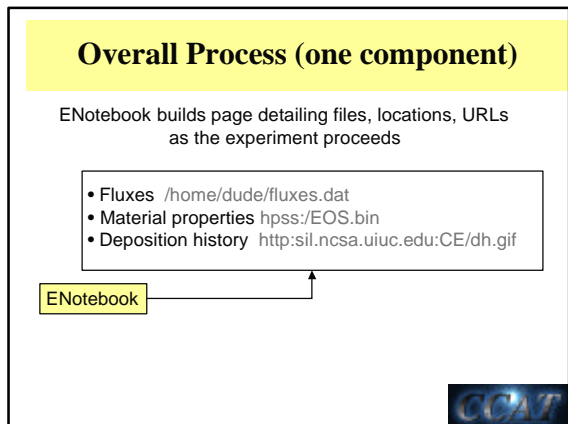 Overall Process (one component)
ENotebook builds page detailing files, locations, URLs
as the experiment proceeds
• Fluxes /home/dude/fluxes.dat
• Material properties hpss:/EOS.bin
• Deposition history http:sil.ncsa.uiuc.edu:CE/dh.gif
ENotebook
CCAT